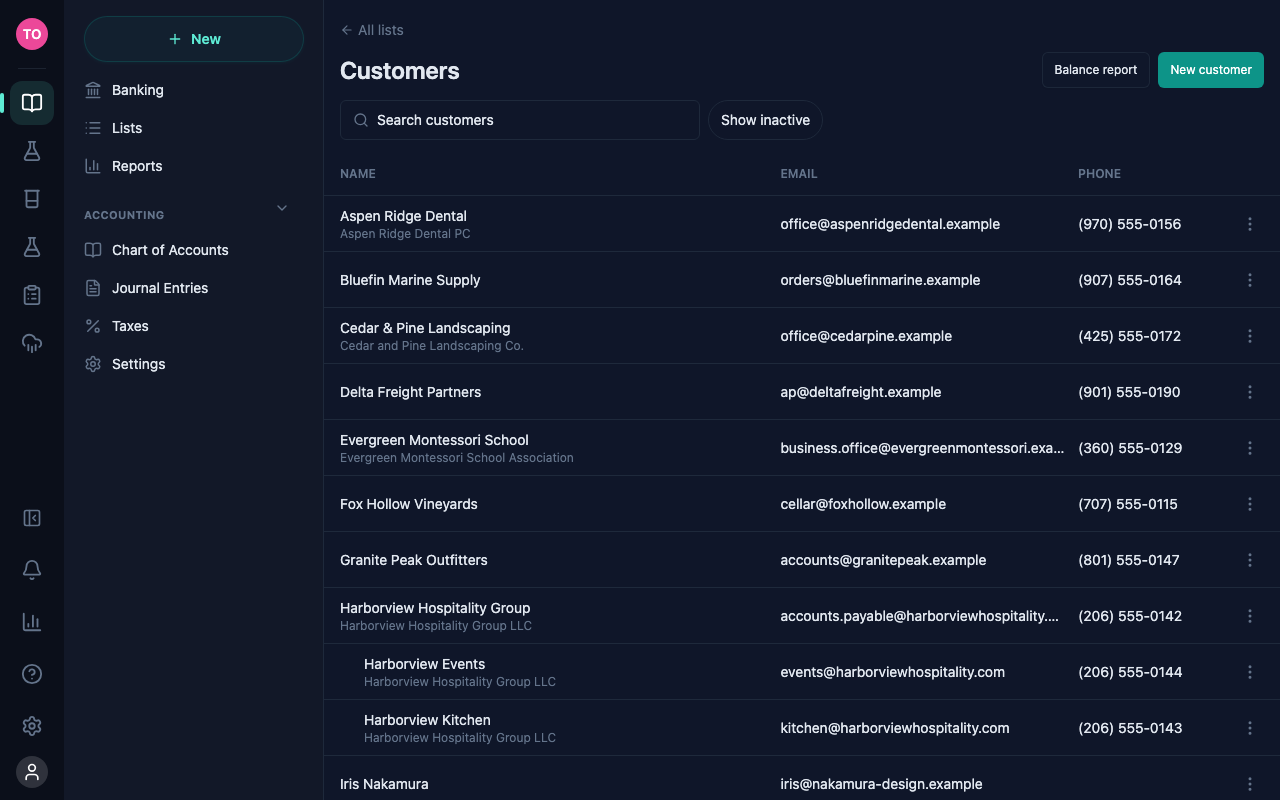 TO
New
Banking
Lists
Reports
ACCOUNTING
Chart of Accounts
Journal Entries
Taxes
Settings
All lists
Customers
Balance report
New customer
Search customers
Show inactive
NAME EMAIL PHONE
Aspen Ridge Dental
Aspen Ridge Dental PC
office@aspenridgedental.example
(970) 555-0156
Bluefin Marine Supply
orders@bluefinmarine.example
(907) 555-0164
Cedar & Pine Landscaping
Cedar and Pine Landscaping Co.
office@cedarpine.example
(425) 555-0172
Delta Freight Partners
ap@deltafreight.example
(901) 555-0190
Evergreen Montessori School
Evergreen Montessori School Association
business.office@evergreenmontessori.exa...
(360) 555-0129
Fox Hollow Vineyards
cellar@foxhollow.example
(707) 555-0115
Granite Peak Outfitters
accounts@granitepeak.example
(801) 555-0147
Harborview Hospitality Group
Harborview Hospitality Group LLC
accounts.payable@harborviewhospitality....
(206) 555-0142
Harborview Events
Harborview Hospitality Group LLC
events@harborviewhospitality.com
(206) 555-0144
Harborview Kitchen
Harborview Hospitality Group LLC
kitchen@harborviewhospitality.com
(206) 555-0143
Iris Nakamura
iris@nakamura-design.example